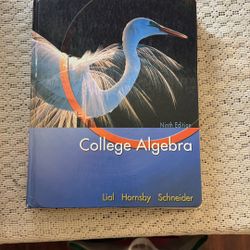 Ninth Edition
College Algebra
Lial Hornsby Schneider